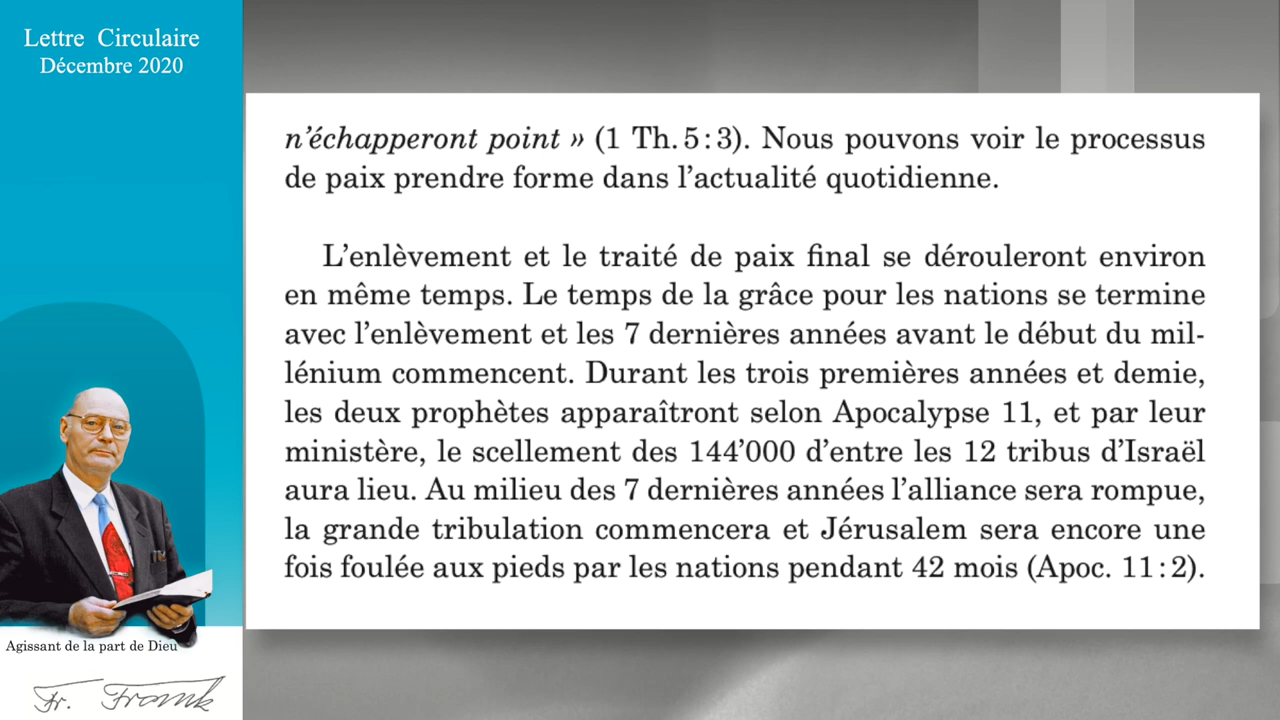 Lettre Circulaire
Décembre 2020
n’échapperont point » (1 Th. 5 : 3). Nous pouvons voir le processus
de paix prendre forme dans l’actualité quotidienne.
L’enlèvement et le traité de paix final se dérouleront environ
en même temps. Le temps de la grâce pour les nations se termine
avec l’enlèvement et les 7 dernières années avant le début du mil-
lénium commencent. Durant les trois premières années et demie,
les deux prophètes apparaîtront selon Apocalypse 11, et par leur
ministère, le scellement des 144’000 d’entre les 12 tribus d’Israël
aura lieu. Au milieu des 7 dernières années l’alliance sera rompue,
la grande tribulation commencera et Jérusalem sera encore une
fois foulée aux pieds par les nations pendant 42 mois (Apoc. 11 : 2).
Agissant de la part de Dieu
Fr. Frank